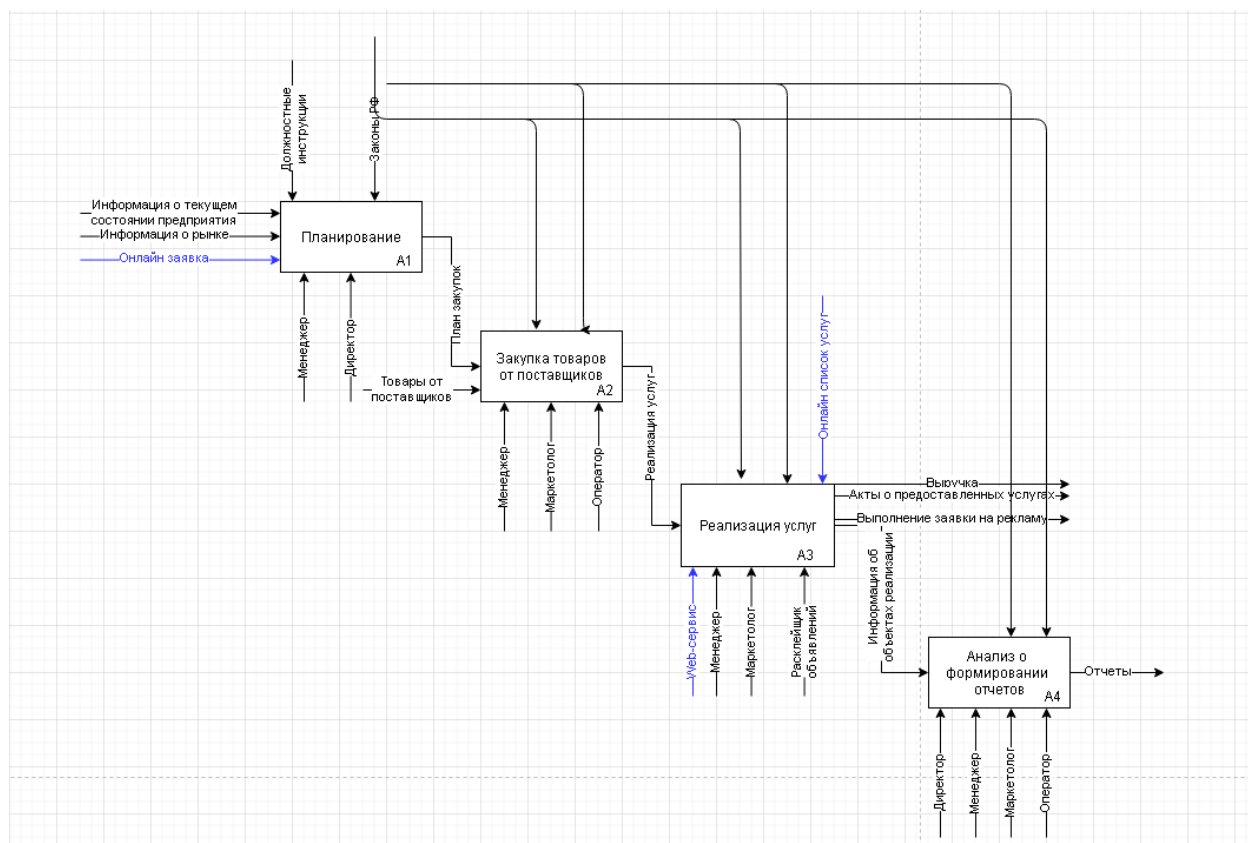 Должностные
инструкции
Законы РФ
Информация о текущем
состоянии предприятия
Информация о рынке
Онлайн заявка
Планирование
A1
Менеджер
Директор
План закупок
Товары от
поставщиков
Закупка товаров
от поставщиков
A2
Менеджер
Маркетолог
Оператор
Реализация услуг
Онлайн список услуг
Реализация услуг
A3
Выручка
Акты о предоставленных услугах
Выполнение заявки на рекламу
Web-сервис
Менеджер
Маркетолог
Расклейщик
объявлений
Информация об
объектах реализации
Анализ о
формировании
отчетов
A4
Отчеты
Директор
Менеджер
Маркетолог
Оператор